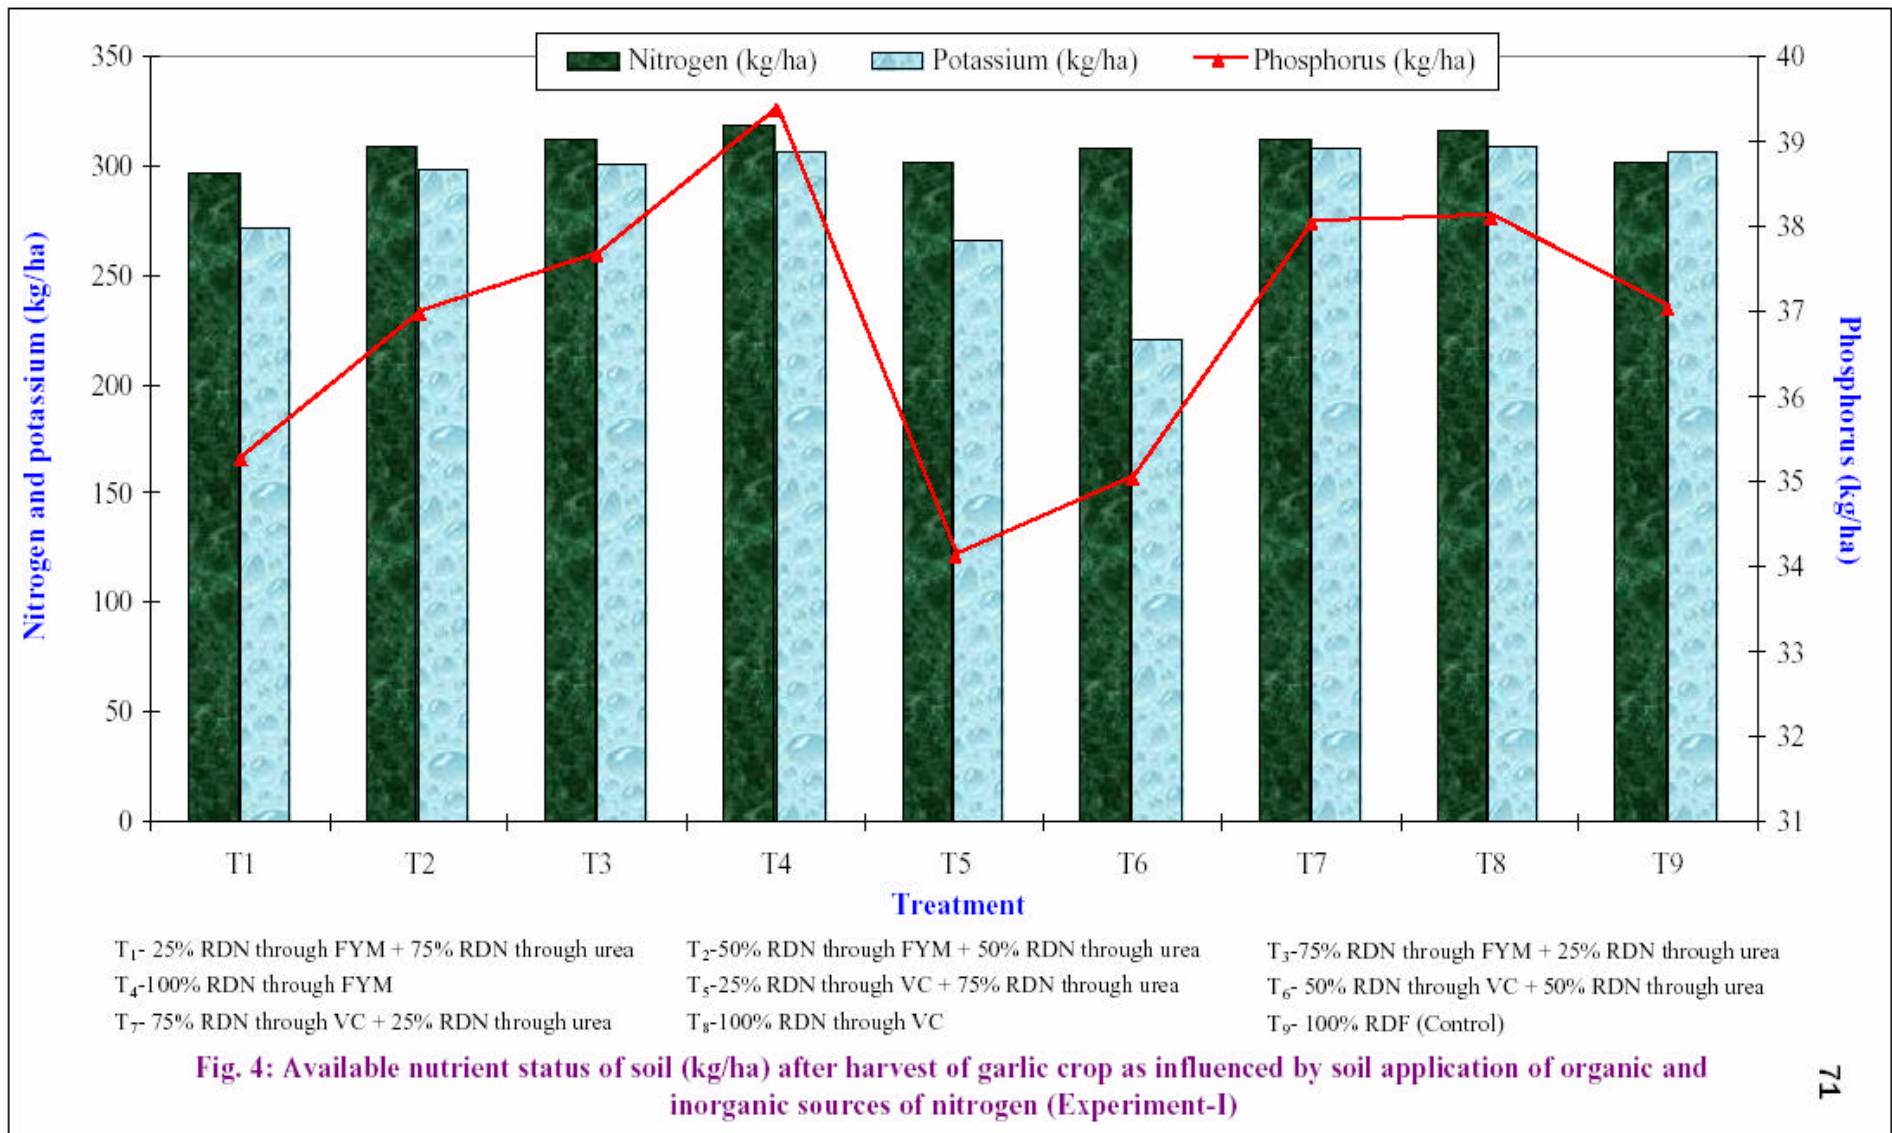 Nitrogen (kg/ha) Potassium (kg/ha) Phosphorus (kg/ha)
350
300
250
200
150
100
50
0
Nitrogen and potassium (kg/ha)
40
39
38
37
36
35
34
33
32
31
Phosphorus (kg/ha)
T1 T2 T3 T4 T5 T6 T7 T8 T9
Treatment
T₁- 25% RDN through FYM + 75% RDN through urea T₂-50% RDN through FYM + 50% RDN through urea T₃-75% RDN through FYM + 25% RDN through urea
T₄-100% RDN through FYM T₅-25% RDN through VC + 75% RDN through urea T₆- 50% RDN through VC + 50% RDN through urea
T₇- 75% RDN through VC + 25% RDN through urea T₈-100% RDN through VC T₉- 100% RDF (Control)
Fig. 4: Available nutrient status of soil (kg/ha) after harvest of garlic crop as influenced by soil application of organic and
inorganic sources of nitrogen (Experiment-I)
71